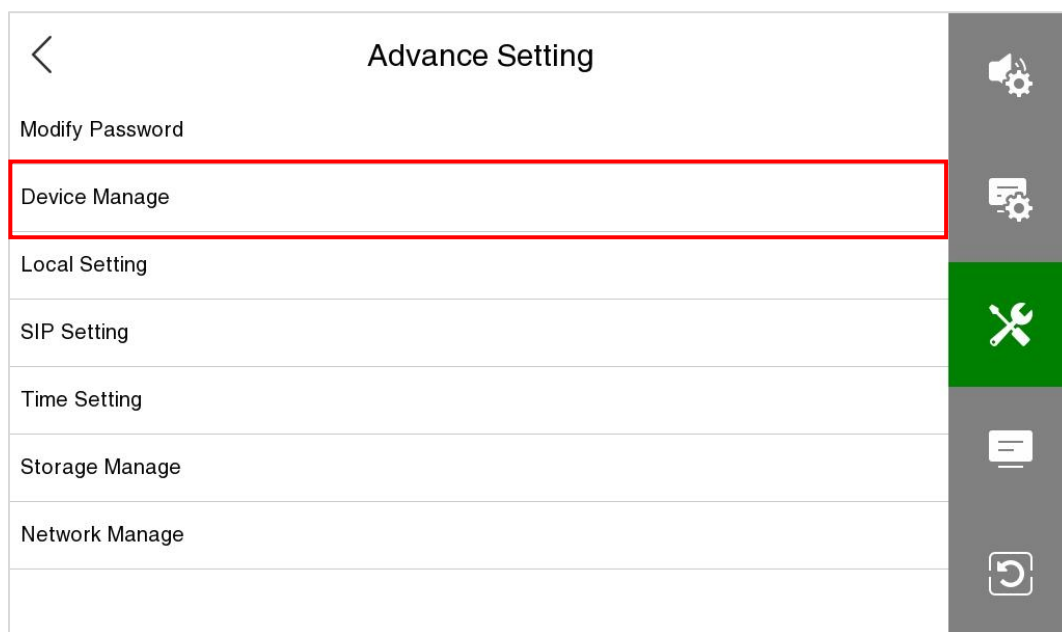 Advance Setting
Modify Password
Device Manage
Local Setting
SIP Setting
Time Setting
Storage Manage
Network Manage